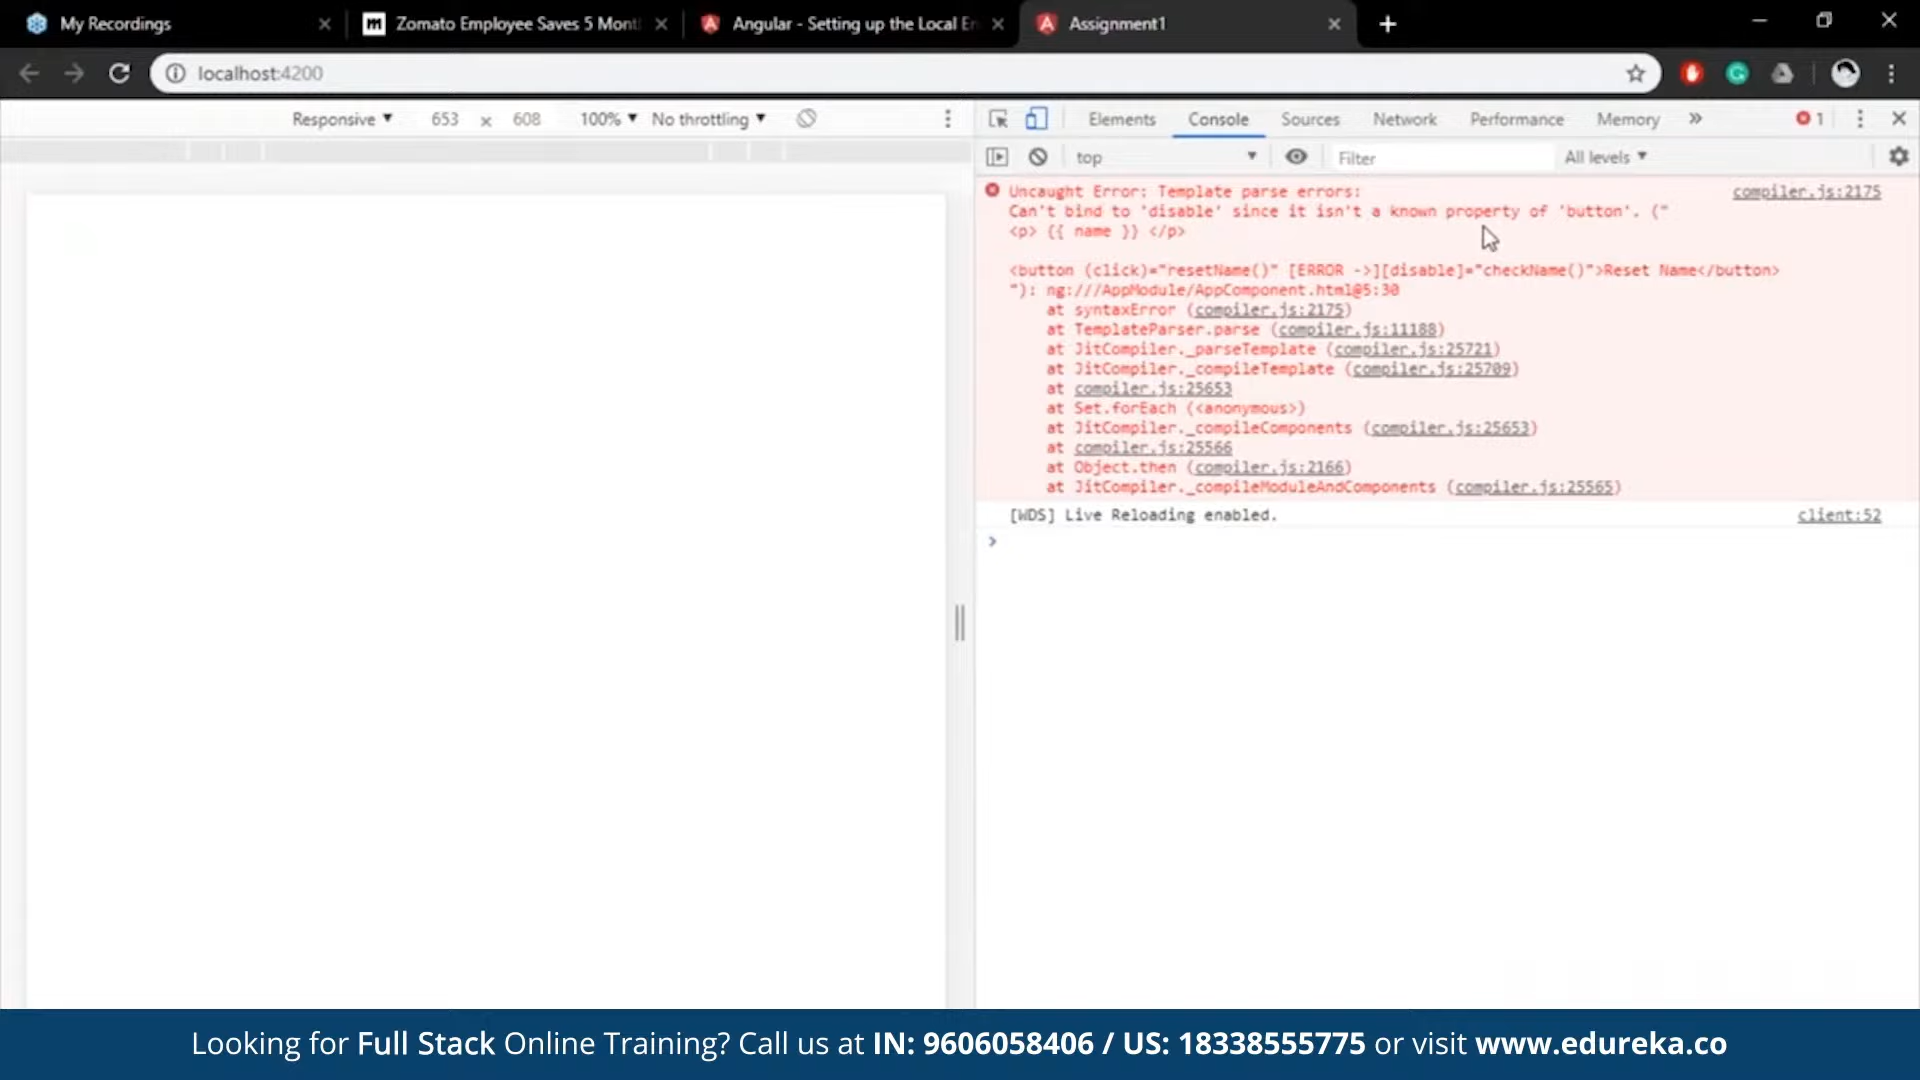 My Recordings
Zomato Employee Saves 5 Mont
Angular - Setting up the Local En
Assignment1
localhost:4200
Responsive 653 x 608 100% No throttling
Elements Console Sources Network Performance Memory » 1
top Filter All levels
Uncaught Error: Template parse errors: compiler.js:2175
Can't bind to 'disable' since it isn't a known property of 'button'. ("
<p> {{ name }} </p>
<button (click)="resetName()" [ERROR ->][disable]="checkName()">Reset Name</button>
"): ng:///AppModule/AppComponent.html@5:30
at syntaxError (compiler.js:2175)
at TemplateParser.parse (compiler.js:11188)
at JitCompiler._parseTemplate (compiler.js:25721)
at JitCompiler._compileTemplate (compiler.js:25709)
at compiler.js:25653
at Set.forEach (<anonymous>)
at JitCompiler._compileComponents (compiler.js:25653)
at compiler.js:25566
at Object.then (compiler.js:2166)
at JitCompiler._compileModuleAndComponents (compiler.js:25565)
[WDS] Live Reloading enabled. client:52
Looking for Full Stack Online Training? Call us at IN: 9606058406 / US: 18338555775 or visit www.edureka.co